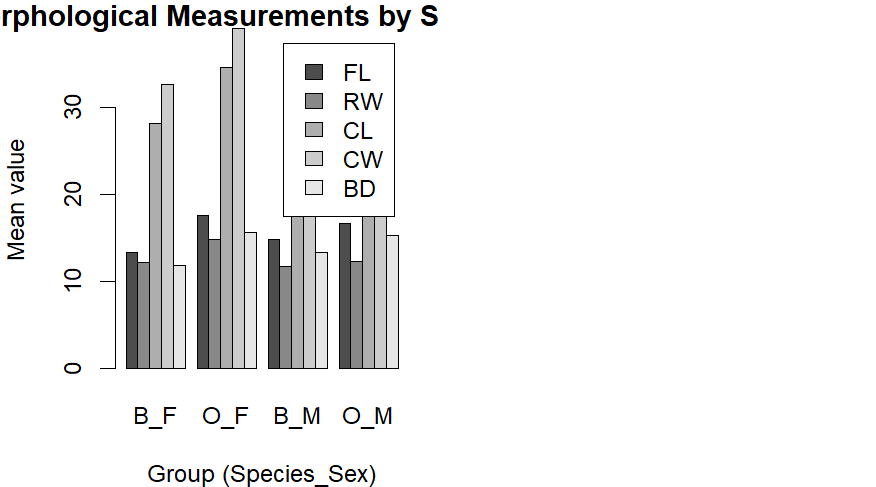 rphological Measurements by S
FL
RW
CL
CW
BD
Mean value
30
20
10
0
B_F O_F B_M O_M
Group (Species_Sex)